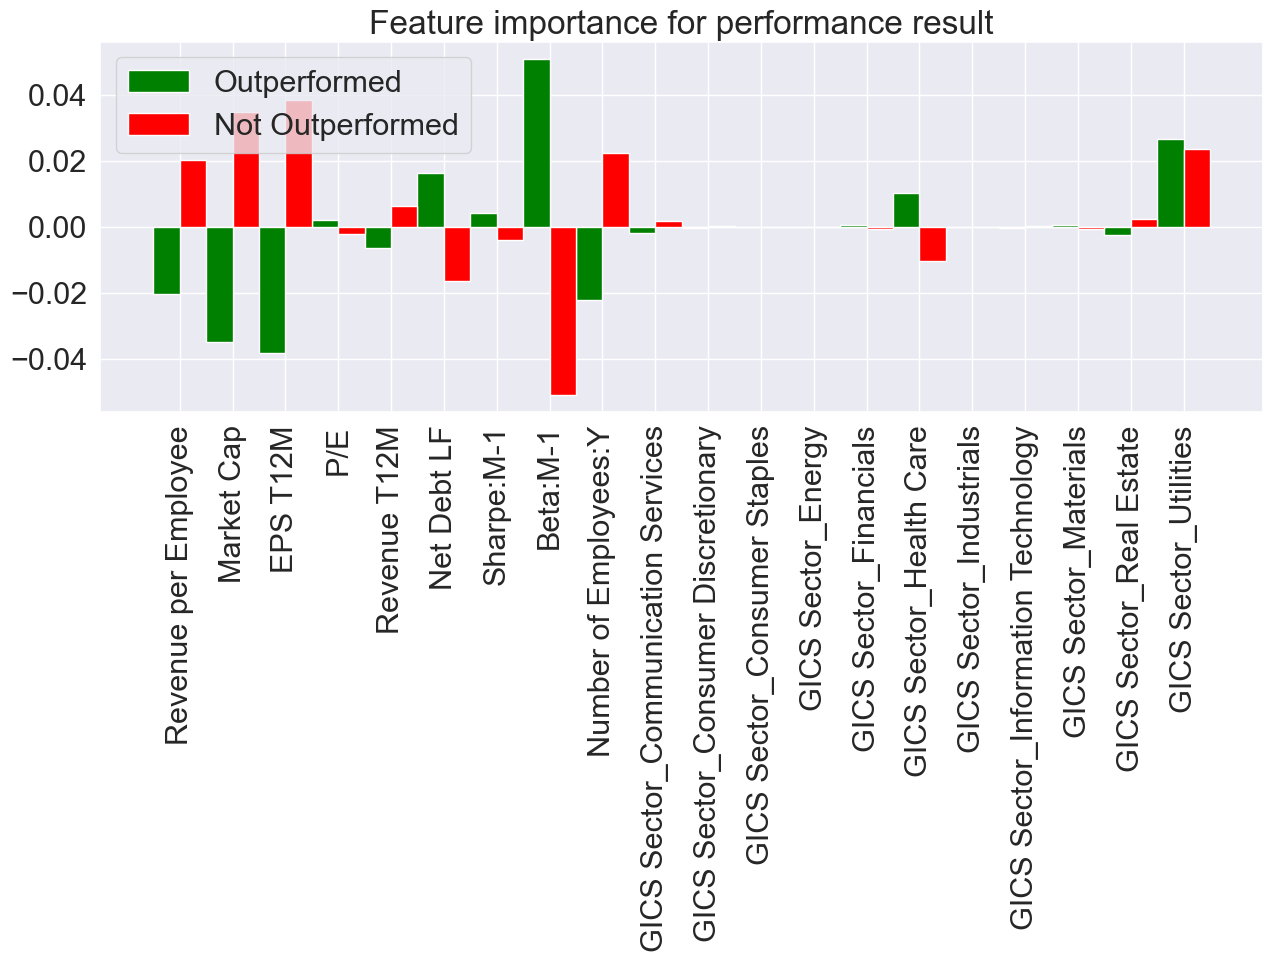 Feature importance for performance result
Outperformed
Not Outperformed
0.04
0.02
0.00
−0.02
−0.04
Revenue per Employee
Market Cap
EPS T12M
P/E
Revenue T12M
Net Debt LF
Sharpe:M-1
Beta:M-1
Number of Employees:Y
GICS Sector_Communication Services
GICS Sector_Consumer Discretionary
GICS Sector_Consumer Staples
GICS Sector_Energy
GICS Sector_Financials
GICS Sector_Health Care
GICS Sector_Industrials
GICS Sector_Information Technology
GICS Sector_Materials
GICS Sector_Real Estate
GICS Sector_Utilities